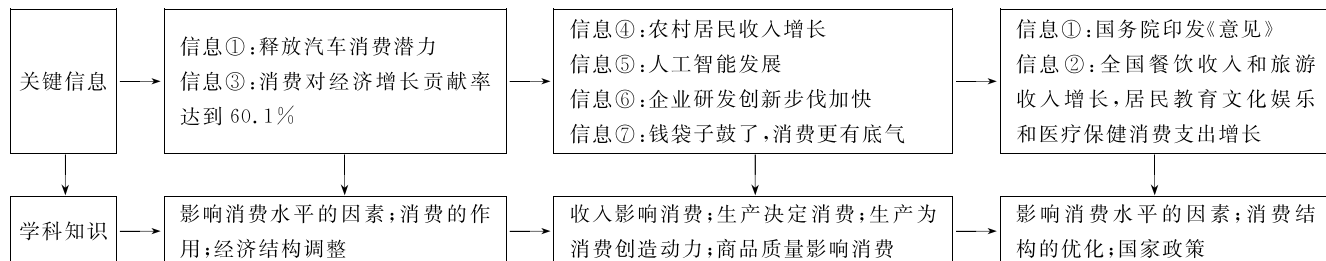 关键信息
信息①:释放汽车消费潜力
信息③:消费对经济增长贡献率
达到60.1%
信息④:农村居民收入增长
信息⑤:人工智能发展
信息⑥:企业研发创新步伐加快
信息⑦:钱袋子鼓了,消费更有底气
信息①:国务院印发《意见》
信息②:全国餐饮收入和旅游
收入增长,居民教育文化娱乐
和医疗保健消费支出增长
学科知识
影响消费水平的因素;消费的作
用;经济结构调整
收入影响消费;生产决定消费;生产为
消费创造动力;商品质量影响消费
影响消费水平的因素;消费结
构的优化;国家政策